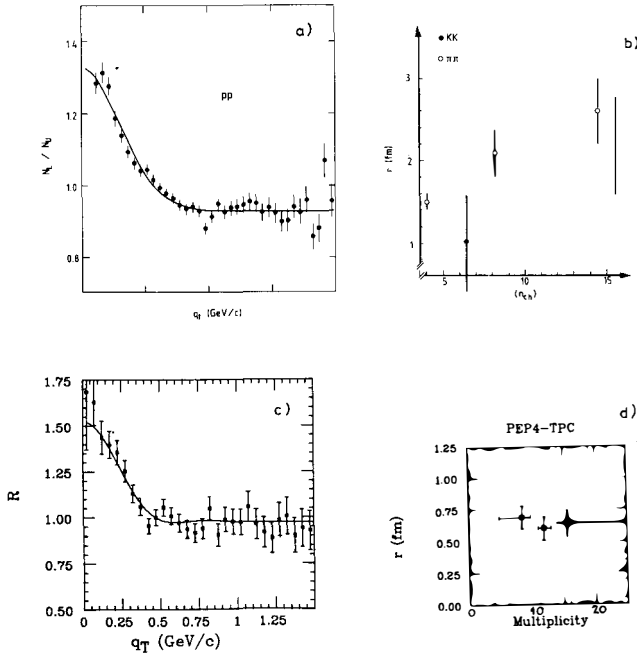 a)
1.4
1.2
1.0
0.8
N_L / N_U
pp
q_t (GeV/c)
b)
KK
ππ
3
2
1
r (fm)
5
10
15
⟨n_ch⟩
c)
1.75
1.50
1.25
1.00
0.75
0.50
R
0
0.25
0.5
0.75
1
1.25
q_T (GeV/c)
d)
PEP4-TPC
1.25
1.00
0.75
0.50
0.25
0.00
r (fm)
0
10
20
Multiplicity